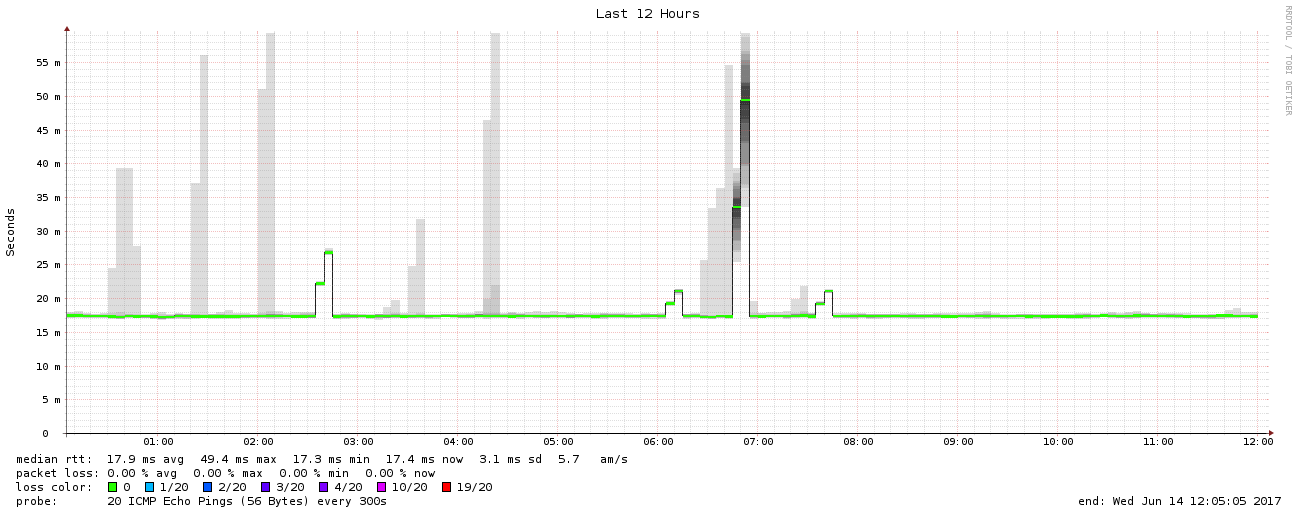 Last 12 Hours
RRDTOOL / TOBI OETIKER
Seconds
55 m
50 m
45 m
40 m
35 m
30 m
25 m
20 m
15 m
10 m
5 m
0
01:00 02:00 03:00 04:00 05:00 06:00 07:00 08:00 09:00 10:00 11:00 12:00
median rtt: 17.9 ms avg 49.4 ms max 17.3 ms min 17.4 ms now 3.1 ms sd 5.7 am/s
packet loss: 0.00 % avg 0.00 % max 0.00 % min 0.00 % now
loss color: 0 1/20 2/20 3/20 4/20 10/20 19/20
probe: 20 ICMP Echo Pings (56 Bytes) every 300s end: Wed Jun 14 12:05:05 2017